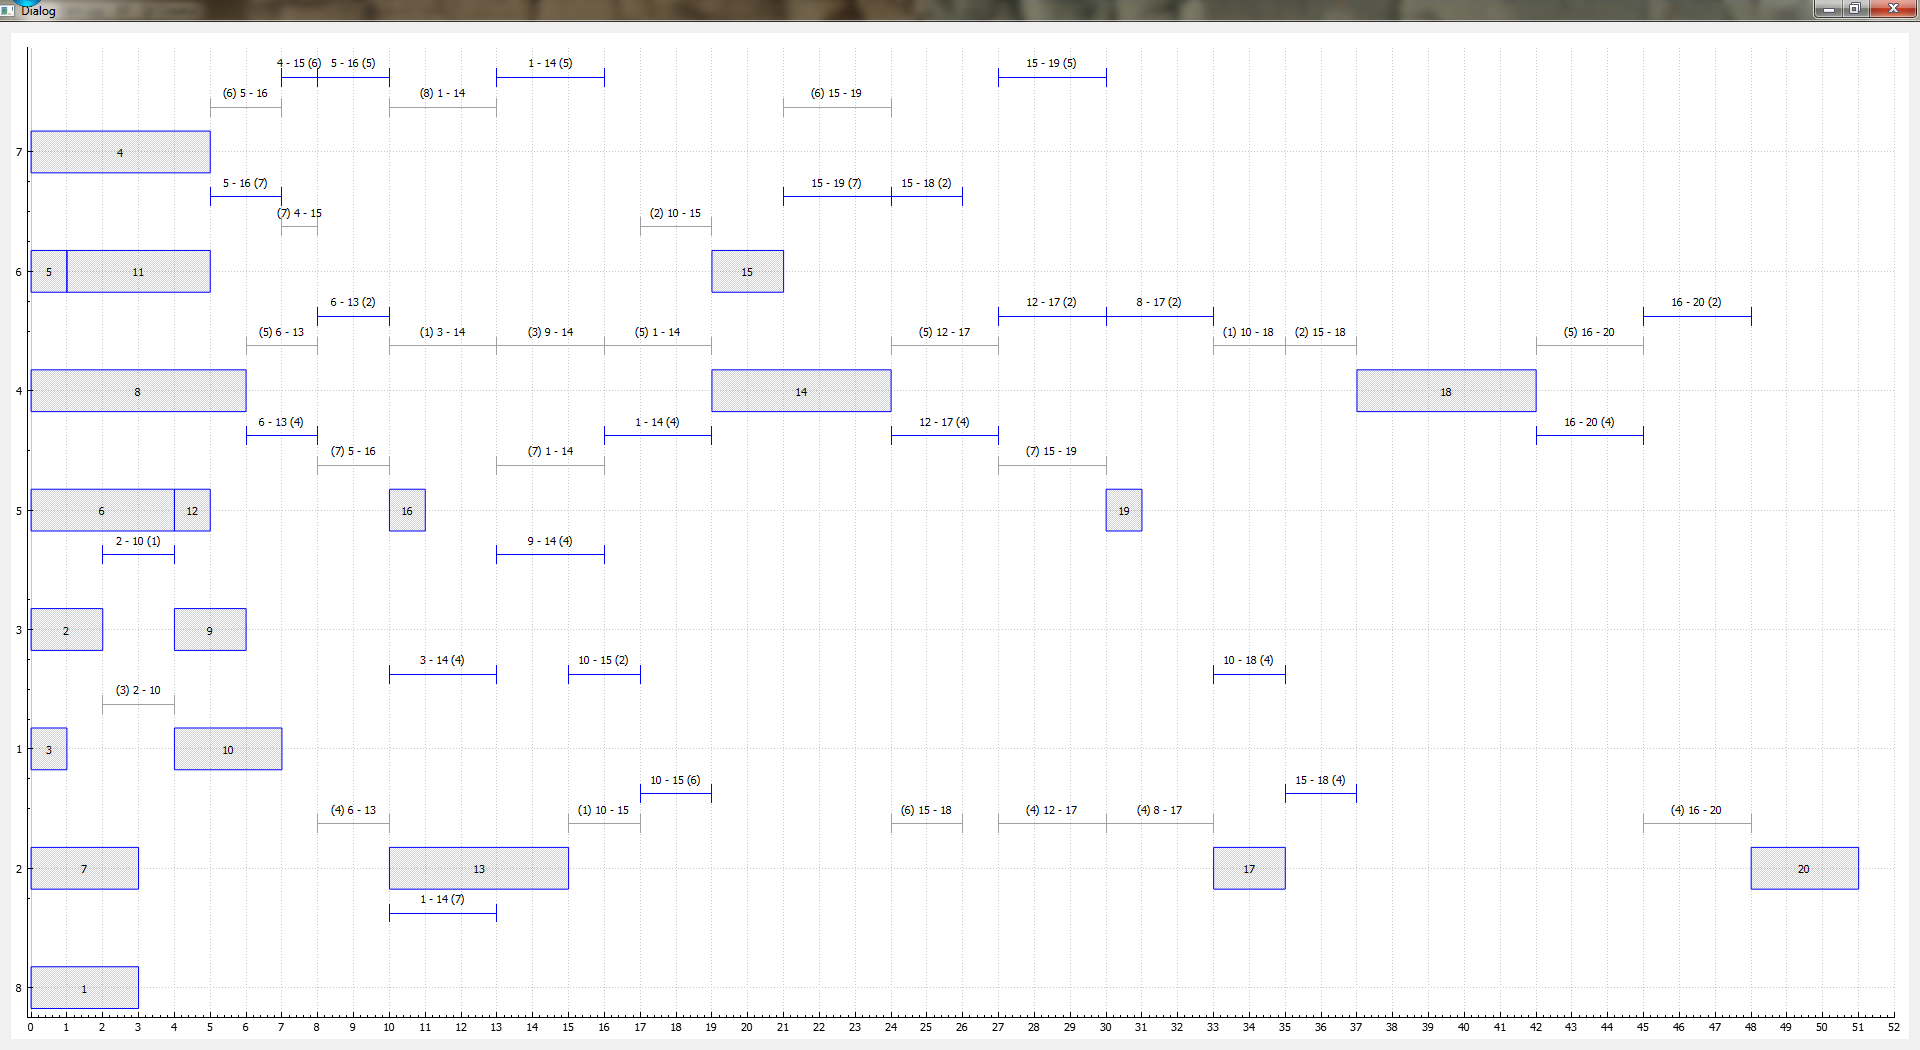 Dialog
4 - 15 (6) 5 - 16 (5) 1 - 14 (5) 15 - 19 (5)
(6) 5 - 16 (8) 1 - 14 (6) 15 - 19
7 4
5 - 16 (7) 15 - 19 (7) 15 - 18 (2)
(7) 4 - 15 (2) 10 - 15
6 5 11 15
6 - 13 (2) 12 - 17 (2) 8 - 17 (2) 16 - 20 (2)
(5) 6 - 13 (1) 3 - 14 (3) 9 - 14 (5) 1 - 14 (5) 12 - 17 (1) 10 - 18 (2) 15 - 18 (5) 16 - 20
4 8 14 18
6 - 13 (4) 1 - 14 (4) 12 - 17 (4) 16 - 20 (4)
(7) 5 - 16 (7) 1 - 14 (7) 15 - 19
5 6 12 16 19
2 - 10 (1) 9 - 14 (4)
3 2 9
3 - 14 (4) 10 - 15 (2) 10 - 18 (4)
(3) 2 - 10
1 3 10
10 - 15 (6) 15 - 18 (4)
(4) 6 - 13 (1) 10 - 15 (6) 15 - 18 (4) 12 - 17 (4) 8 - 17 (4) 16 - 20
2 7 13 17 20
1 - 14 (7)
8 1
0 1 2 3 4 5 6 7 8 9 10 11 12 13 14 15 16 17 18 19 20 21 22 23 24 25 26 27 28 29 30 31 32 33 34 35 36 37 38 39 40 41 42 43 44 45 46 47 48 49 50 51 52